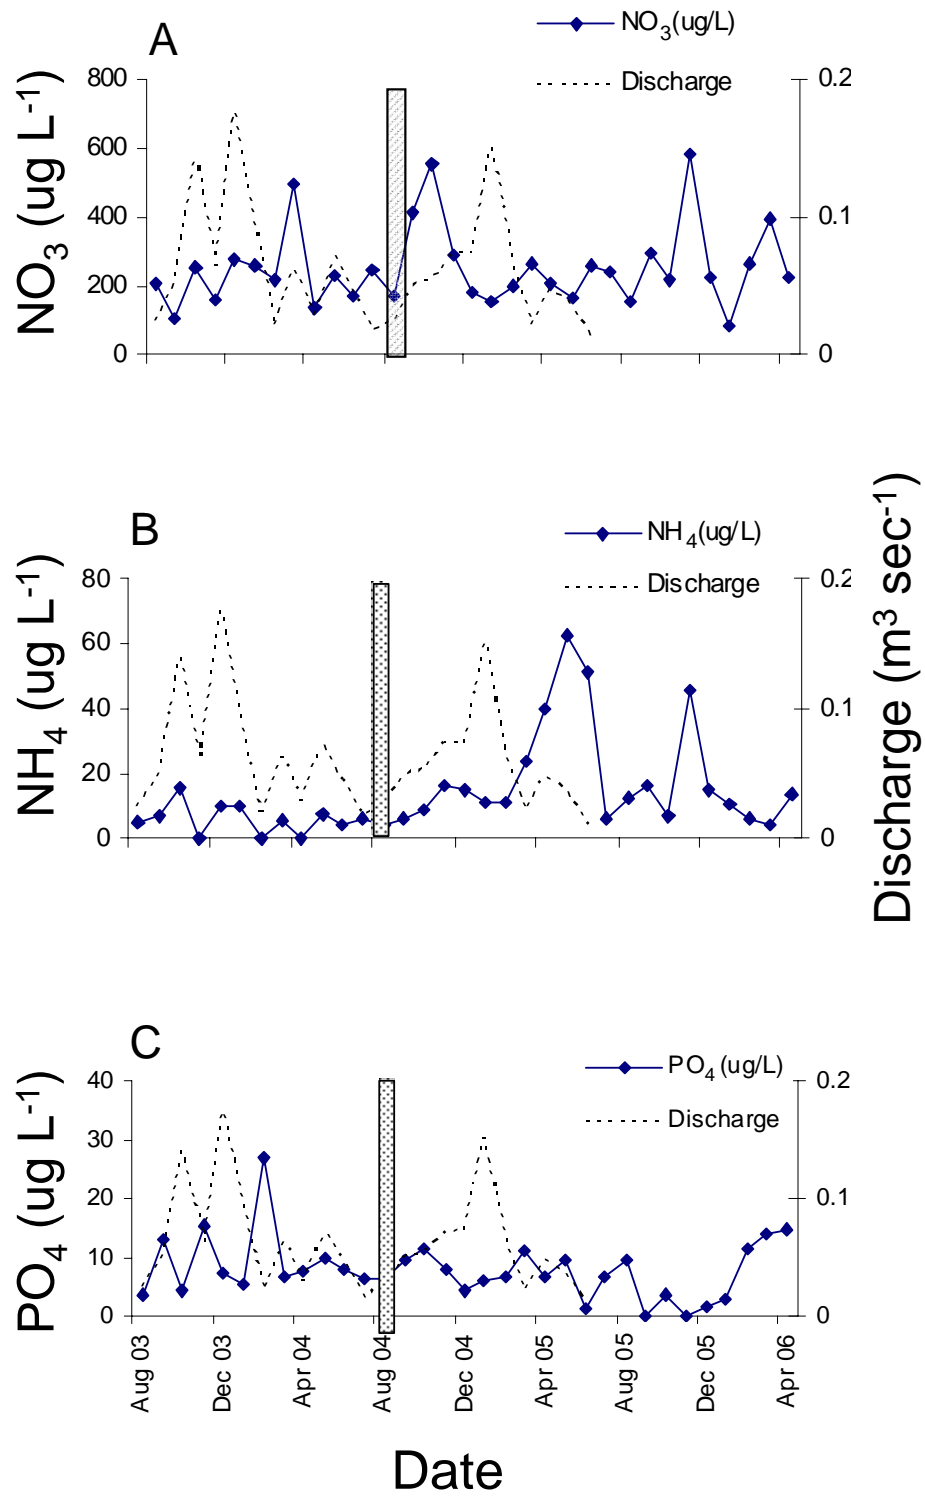 A
NO3(ug/L)
Discharge
NO3 (ug L-1)
800
600
400
200
0
0.2
0.1
0
B
NH4(ug/L)
Discharge
NH4 (ug L-1)
80
60
40
20
0
0.2
0.1
0
Discharge (m3 sec-1)
C
PO4 (ug/L)
Discharge
PO4 (ug L-1)
40
30
20
10
0
0.2
0.1
0
Aug 03
Dec 03
Apr 04
Aug 04
Dec 04
Apr 05
Aug 05
Dec 05
Apr 06
Date